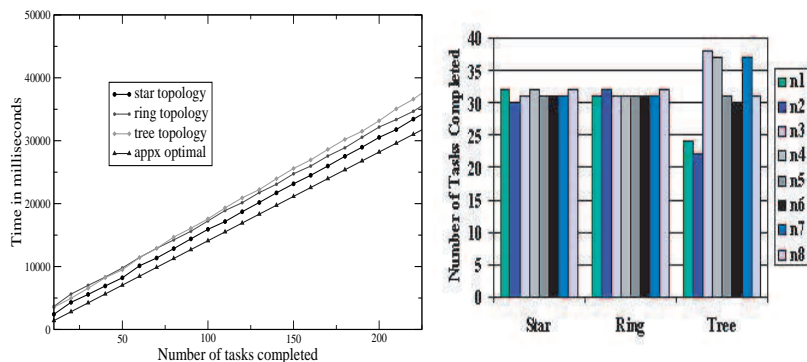 50000
40000
30000
20000
10000
0
Time in milliseconds
star topology
ring topology
tree topology
appx optimal
50
100
150
200
Number of tasks completed
40
35
30
25
20
15
10
5
0
Number of Tasks Completed
Star
Ring
Tree
n1
n2
n3
n4
n5
n6
n7
n8